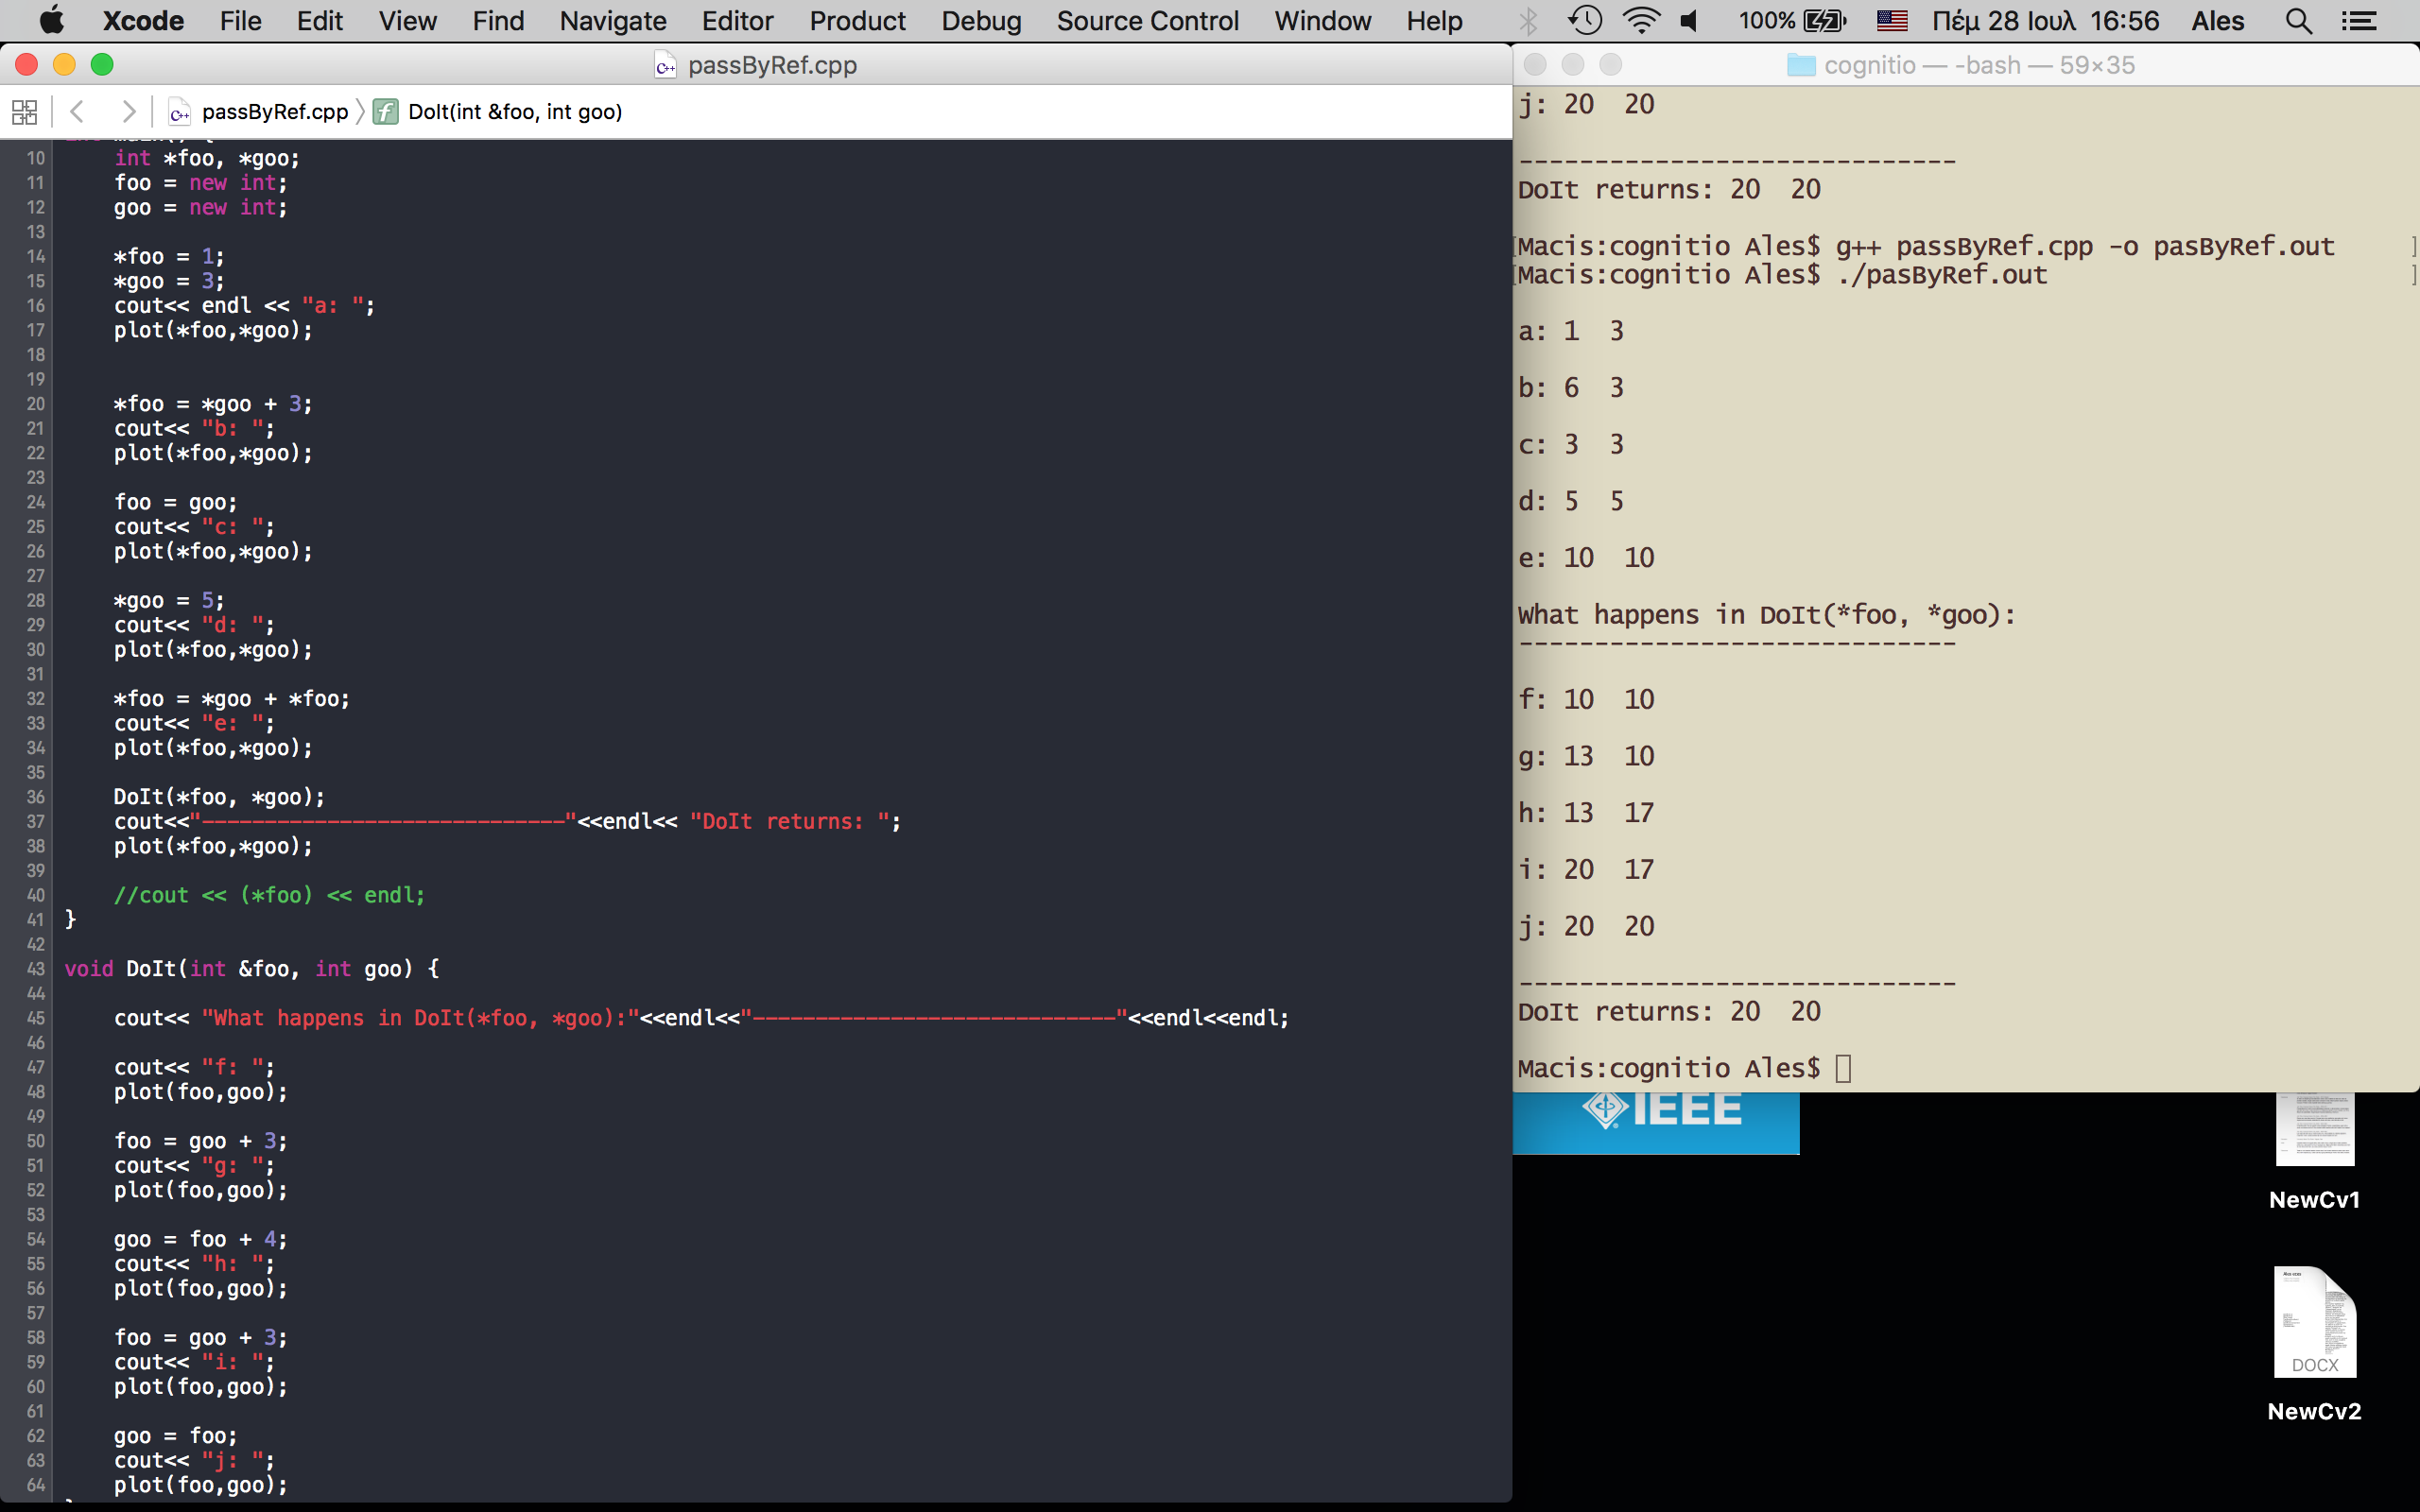 Xcode File Edit View Find Navigate Editor Product Debug Source Control Window Help 100% Πέμ 28 Ιουλ 16:56 Ales
passByRef.cpp
passByRef.cpp DoIt(int &foo, int goo)
10 int *foo, *goo;
11 foo = new int;
12 goo = new int;
13
14 *foo = 1;
15 *goo = 3;
16 cout<< endl << "a: ";
17 plot(*foo,*goo);
18
19
20 *foo = *goo + 3;
21 cout<< "b: ";
22 plot(*foo,*goo);
23
24 foo = goo;
25 cout<< "c: ";
26 plot(*foo,*goo);
27
28 *goo = 5;
29 cout<< "d: ";
30 plot(*foo,*goo);
31
32 *foo = *goo + *foo;
33 cout<< "e: ";
34 plot(*foo,*goo);
35
36 DoIt(*foo, *goo);
37 cout<<"-----------------------------"<<endl<< "DoIt returns: ";
38 plot(*foo,*goo);
39
40 //cout << (*foo) << endl;
41 }
42
43 void DoIt(int &foo, int goo) {
44
45 cout<< "What happens in DoIt(*foo, *goo):"<<endl<<"-----------------------------"<<endl<<endl;
46
47 cout<< "f: ";
48 plot(foo,goo);
49
50 foo = goo + 3;
51 cout<< "g: ";
52 plot(foo,goo);
53
54 goo = foo + 4;
55 cout<< "h: ";
56 plot(foo,goo);
57
58 foo = goo + 3;
59 cout<< "i: ";
60 plot(foo,goo);
61
62 goo = foo;
63 cout<< "j: ";
64 plot(foo,goo);
cognitio — -bash — 59×35
j: 20 20
-----------------------------
DoIt returns: 20 20
[Macis:cognitio Ales$ g++ passByRef.cpp -o pasByRef.out ]
[Macis:cognitio Ales$ ./pasByRef.out ]
a: 1 3
b: 6 3
c: 3 3
d: 5 5
e: 10 10
What happens in DoIt(*foo, *goo):
-----------------------------
f: 10 10
g: 13 10
h: 13 17
i: 20 17
j: 20 20
-----------------------------
DoIt returns: 20 20
Macis:cognitio Ales$
IEEE
NewCv1
DOCX
NewCv2